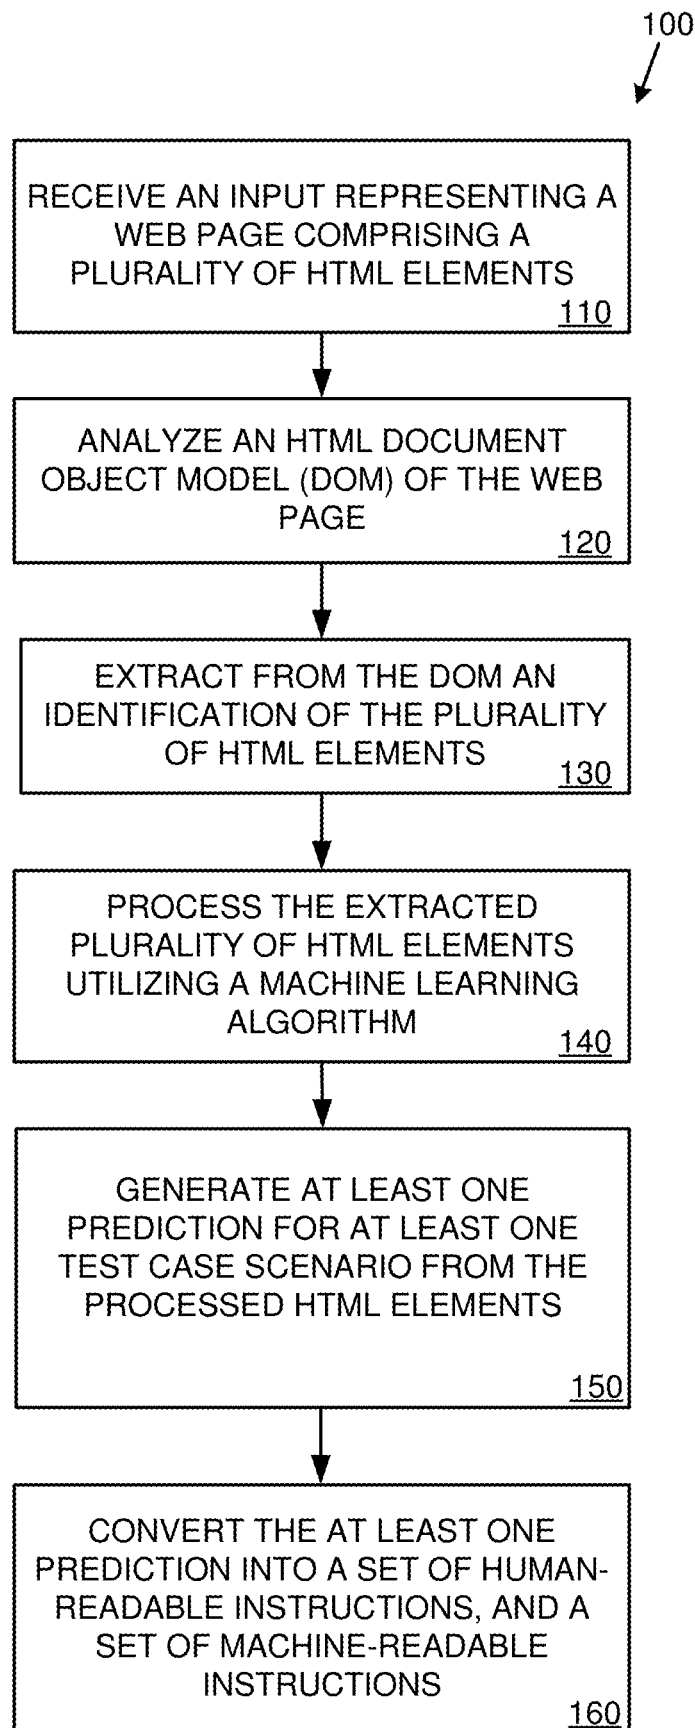 100
RECEIVE AN INPUT REPRESENTING A
WEB PAGE COMPRISING A
PLURALITY OF HTML ELEMENTS
110
ANALYZE AN HTML DOCUMENT
OBJECT MODEL (DOM) OF THE WEB
PAGE
120
EXTRACT FROM THE DOM AN
IDENTIFICATION OF THE PLURALITY
OF HTML ELEMENTS
130
PROCESS THE EXTRACTED
PLURALITY OF HTML ELEMENTS
UTILIZING A MACHINE LEARNING
ALGORITHM
140
GENERATE AT LEAST ONE
PREDICTION FOR AT LEAST ONE
TEST CASE SCENARIO FROM THE
PROCESSED HTML ELEMENTS
150
CONVERT THE AT LEAST ONE
PREDICTION INTO A SET OF HUMAN-
READABLE INSTRUCTIONS, AND A
SET OF MACHINE-READABLE
INSTRUCTIONS
160